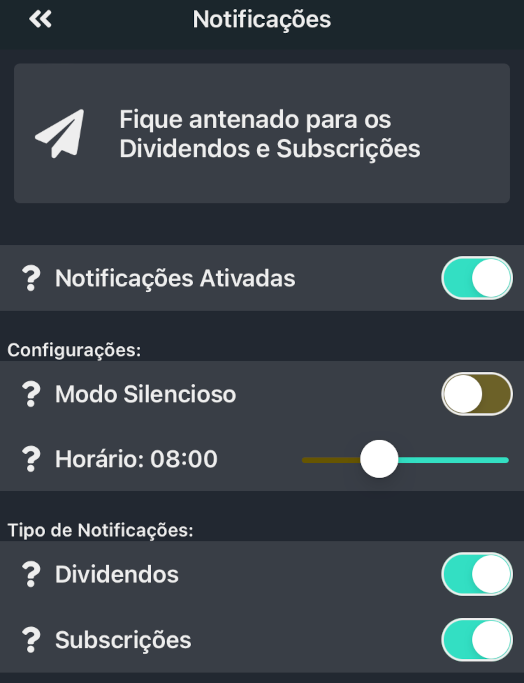 Notificações
Fique antenado para os
Dividendos e Subscrições
? Notificações Ativadas
Configurações:
? Modo Silencioso
? Horário: 08:00
Tipo de Notificações:
? Dividendos
? Subscrições